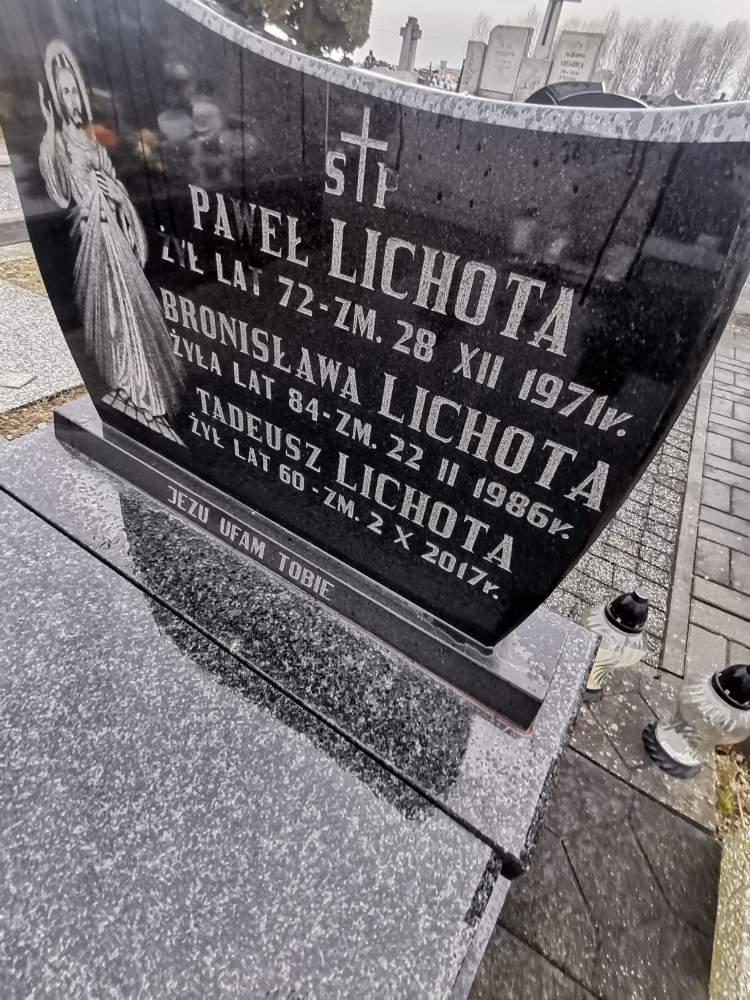 S P
PAWEŁ LICHOTA
ŻYŁ LAT 72-ZM. 28 XII 1971r.
BRONISŁAWA LICHOTA
ŻYŁA LAT 84-ZM. 22 II 1986r.
TADEUSZ LICHOTA
ŻYŁ LAT 60-ZM. 2 X 2017r.
JEZU UFAM TOBIE